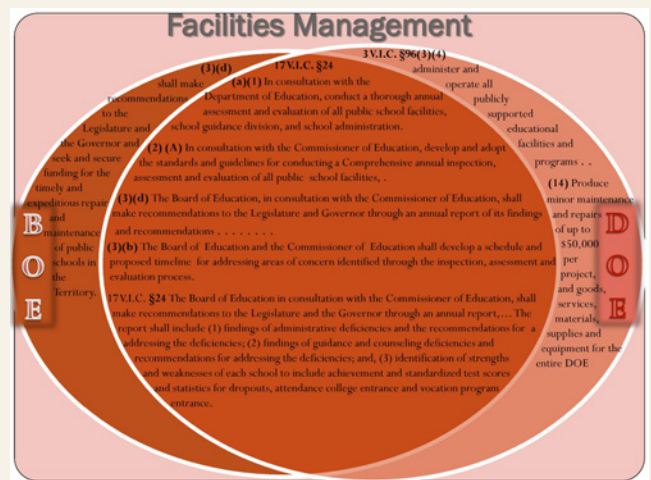 Facilities Management
(3)(d)
shall make
recommendations
to the
Legislature and
the Governor and
seek and secure
funding for the
timely and
expeditious repair
and
maintenance
of public
schools in
the
Territory.
BOE
17V.I.C. §24
(a)(1) In consultation with the
Department of Education, conduct a thorough annual
assessment and evaluation of all public school facilities,
school guidance division, and school administration.
(2) (A) In consultation with the Commissioner of Education, develop and adopt
the standards and guidelines for conducting a Comprehensive annual inspection,
assessment and evaluation of all public school facilities, .
(3)(d) The Board of Education, in consultation with the Commissioner of Education, shall
make recommendations to the Legislature and Governor through an annual report of its findings
and recommendations . . . . . . . .
(3)(b) The Board of Education and the Commissioner of Education shall develop a schedule and
proposed timeline for addressing areas of concern identified through the inspection, assessment and
evaluation process.
17V.I.C. §24 The Board of Education in consultation with the Commissioner of Education, shall
make recommendations to the Legislature and the Governor through an annual report,... The
report shall include (1) findings of administrative deficiencies and the recommendations for a
addressing the deficiencies; (2) findings of guidance and counseling deficiencies and
recommendations for addressing the deficiencies; and, (3) identification of strengths
and weaknesses of each school to include achievement and standardized test scores
and statistics for dropouts, attendance college entrance and vocation program
entrance.
3 V.I.C. §96(3)(4)
administer and
operate all
publicly
supported
educational
facilities and
programs . .
(14) Produce
minor maintenance
and repairs
of up to
$50,000
per
project,
and goods,
services,
materials,
supplies and
equipment for the
entire DOE
DOE